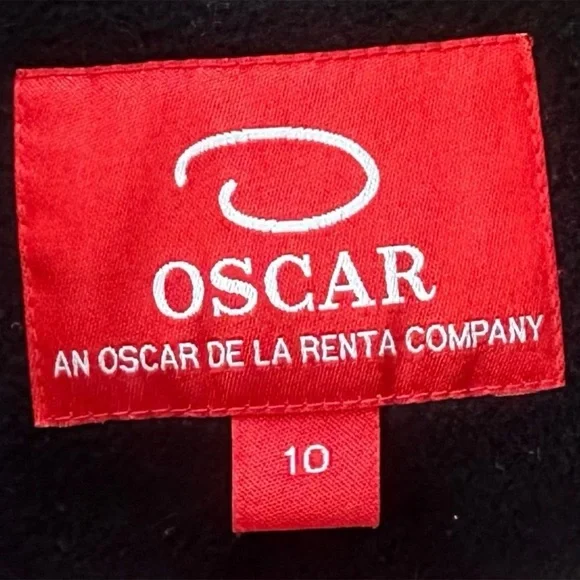 OSCAR
AN OSCAR DE LA RENTA COMPANY
10